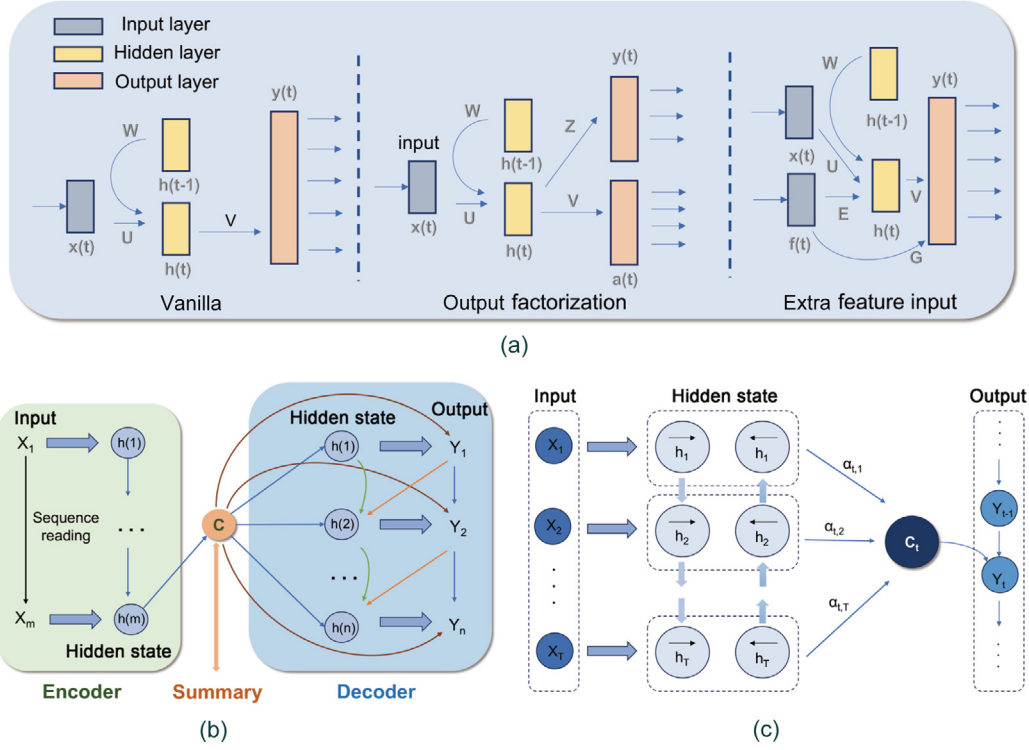 Input layer
Hidden layer
Output layer
y(t)
W
h(t-1)
x(t)
U
h(t)
V
Vanilla
y(t)
W
Z
input
h(t-1)
x(t)
U
V
h(t)
a(t)
Output factorization
W
y(t)
h(t-1)
x(t)
U
V
E
f(t)
h(t)
G
Extra feature input
(a)
Input
X1
h(1)
Sequence
reading
. . .
Xm
h(m)
Hidden state
Encoder
C
Summary
Hidden state
Output
h(1)
Y1
h(2)
Y2
. . .
h(n)
Yn
Decoder
(b)
Input
Hidden state
Output
X1
h1
h1
αt,1
X2
h2
h2
αt,2
Yt-1
Ct
Yt
XT
hT
hT
αt,T
(c)